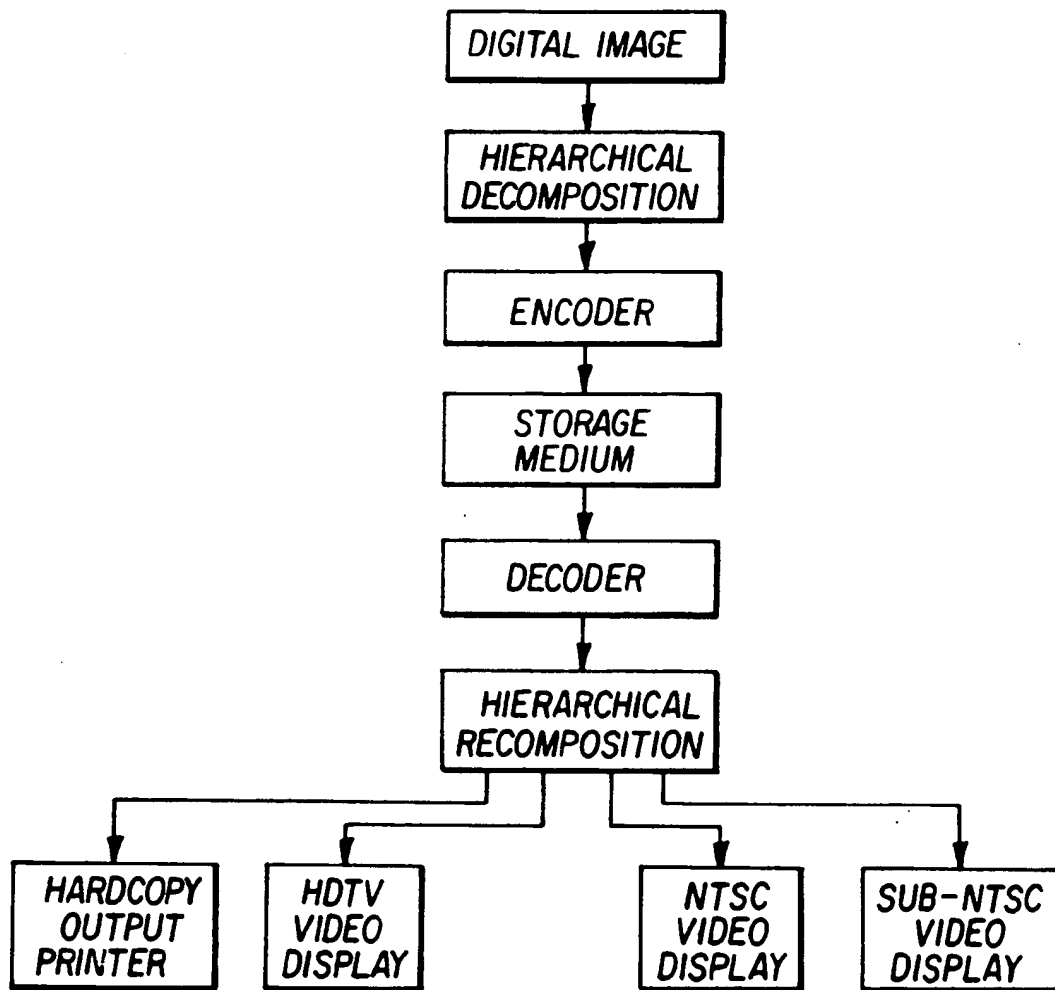 DIGITAL IMAGE
HIERARCHICAL
DECOMPOSITION
ENCODER
STORAGE
MEDIUM
DECODER
HIERARCHICAL
RECOMPOSITION
HARDCOPY
OUTPUT
PRINTER
HDTV
VIDEO
DISPLAY
NTSC
VIDEO
DISPLAY
SUB-NTSC
VIDEO
DISPLAY